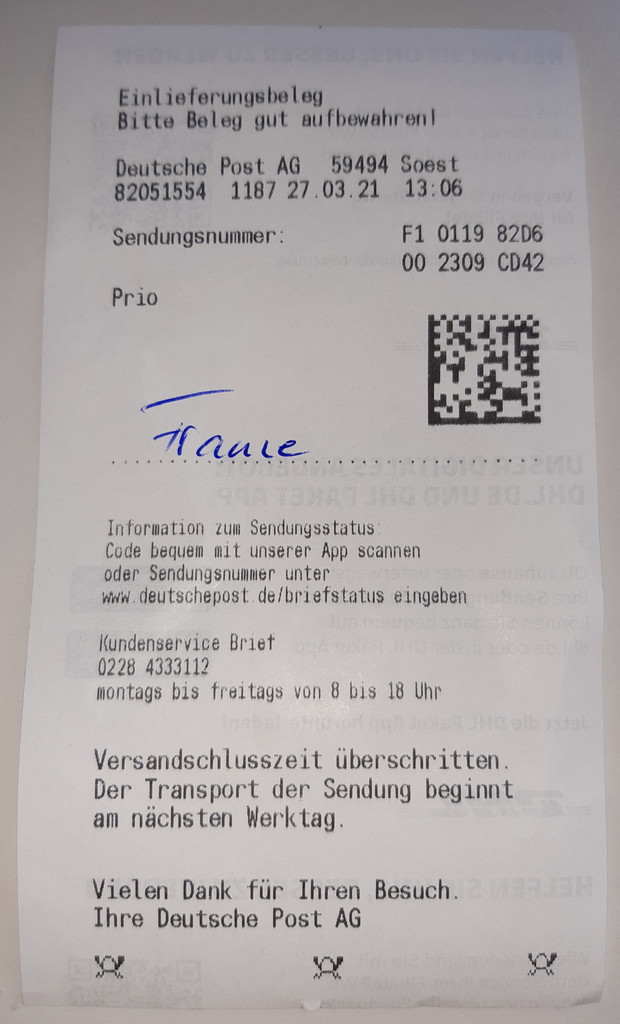 Einlieferungsbeleg
Bitte Beleg gut aufbewahren!
Deutsche Post AG 59494 Soest
82051554 1187 27.03.21 13:06
Sendungsnummer: F1 0119 82D6
00 2309 CD42
Prio
Information zum Sendungsstatus:
Code bequem mit unserer App scannen
oder Sendungsnummer unter
www.deutschepost.de/briefstatus eingeben
Kundenservice Brief
0228 4333112
montags bis freitags von 8 bis 18 Uhr
Versandschlusszeit überschritten.
Der Transport der Sendung beginnt
am nächsten Werktag.
Vielen Dank für Ihren Besuch.
Ihre Deutsche Post AG